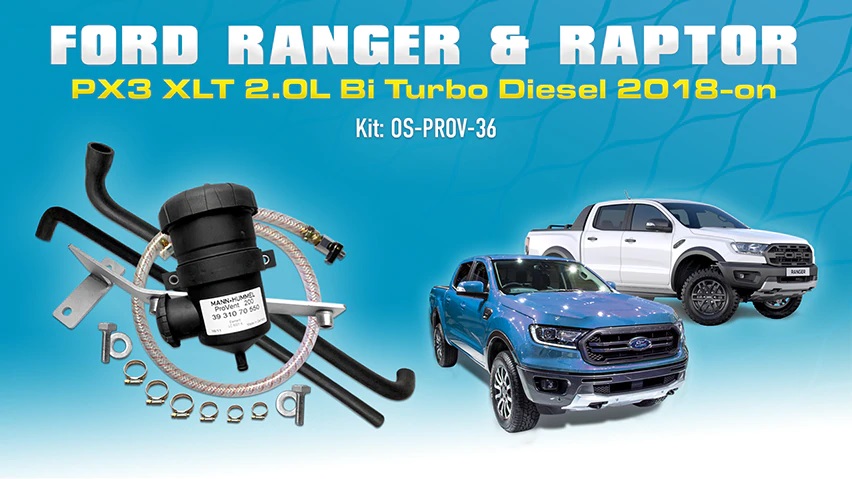 FORD RANGER & RAPTOR
PX3 XLT 2.0L Bi Turbo Diesel 2018-on
Kit: OS-PROV-36
MANN+HUMMEL
ProVent 200
39 310 70 550
Ford
RANGER